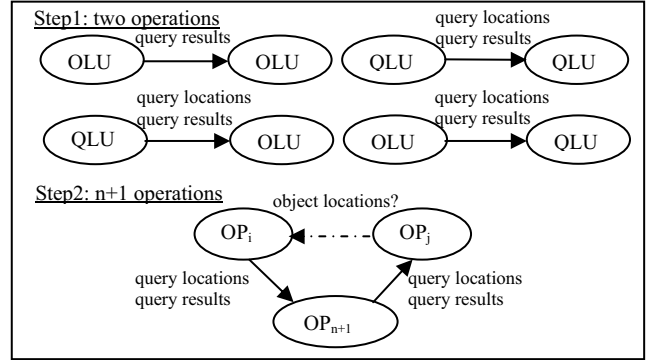 Step1: two operations
query results
OLU
OLU
query locations
query results
QLU
QLU
query locations
query results
QLU
OLU
query locations
query results
OLU
QLU
Step2: n+1 operations
object locations?
OPi
OPj
query locations
query results
query locations
query results
OPn+1